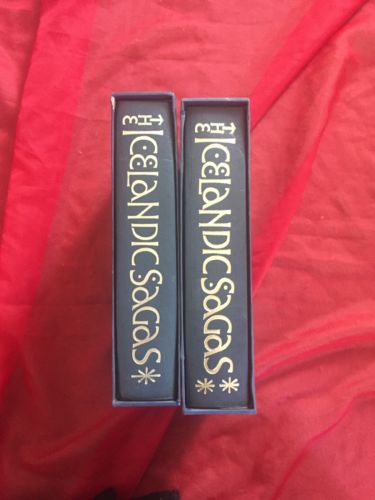 THE ICELANDIC SAGAS *
THE ICELANDIC SAGAS **